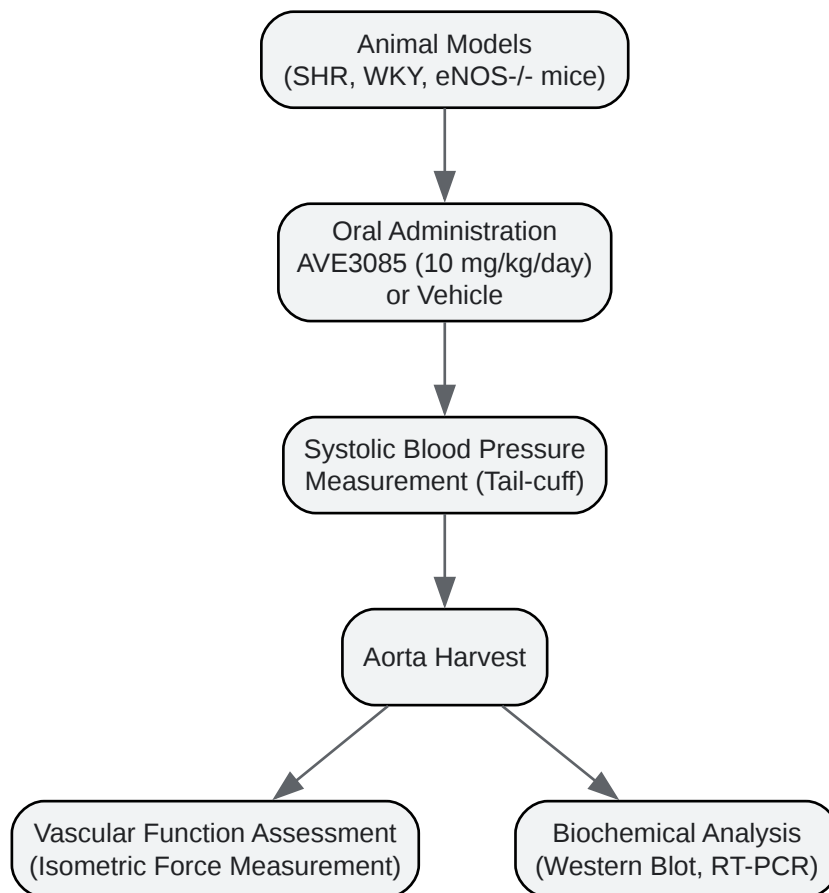 Animal Models
(SHR, WKY, eNOS-/- mice)
Oral Administration
AVE3085 (10 mg/kg/day)
or Vehicle
Systolic Blood Pressure
Measurement (Tail-cuff)
Aorta Harvest
Vascular Function Assessment
(Isometric Force Measurement)
Biochemical Analysis
(Western Blot, RT-PCR)